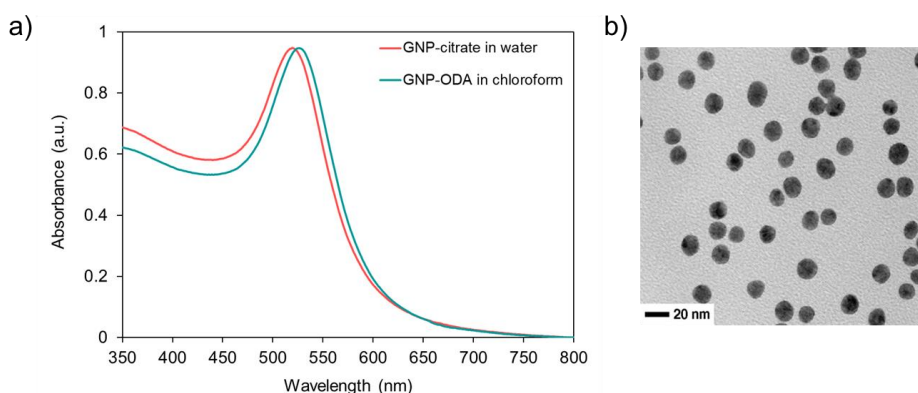 a)
GNP-citrate in water
GNP-ODA in chloroform
Absorbance (a.u.)
1
0.8
0.6
0.4
0.2
0
350 400 450 500 550 600 650 700 750 800
Wavelength (nm)
b)
20 nm